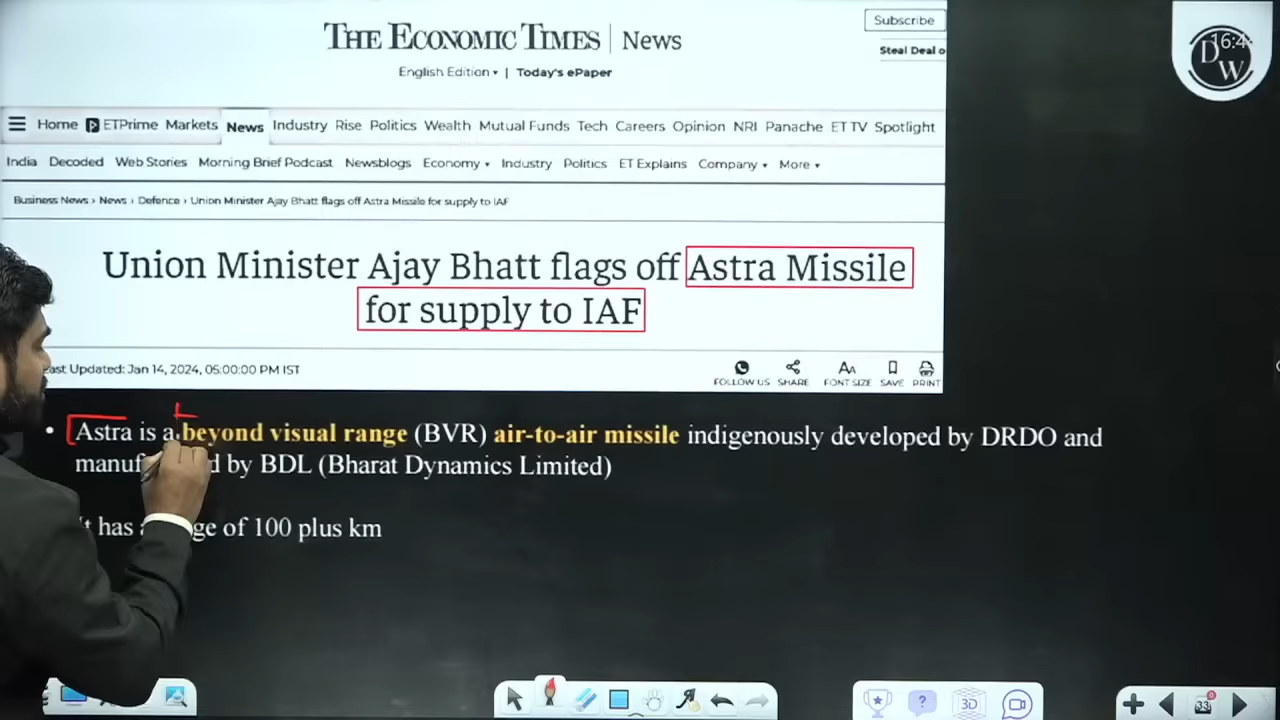 THE ECONOMIC TIMES | News
Subscribe
Steal Deal o
English Edition ▾ | Today's ePaper
16:4
D W
Home ETPrime Markets News Industry Rise Politics Wealth Mutual Funds Tech Careers Opinion NRI Panache ET TV Spotlight
India Decoded Web Stories Morning Brief Podcast Newsblogs Economy ▾ Industry Politics ET Explains Company ▾ More ▾
Business News › News › Defence › Union Minister Ajay Bhatt flags off Astra Missile for supply to IAF
Union Minister Ajay Bhatt flags off Astra Missile
for supply to IAF
ast Updated: Jan 14, 2024, 05:00:00 PM IST
FOLLOW US SHARE FONT SIZE SAVE PRINT
• Astra is a beyond visual range (BVR) air-to-air missile indigenously developed by DRDO and
manuf d by BDL (Bharat Dynamics Limited)
t has ge of 100 plus km
3D
33